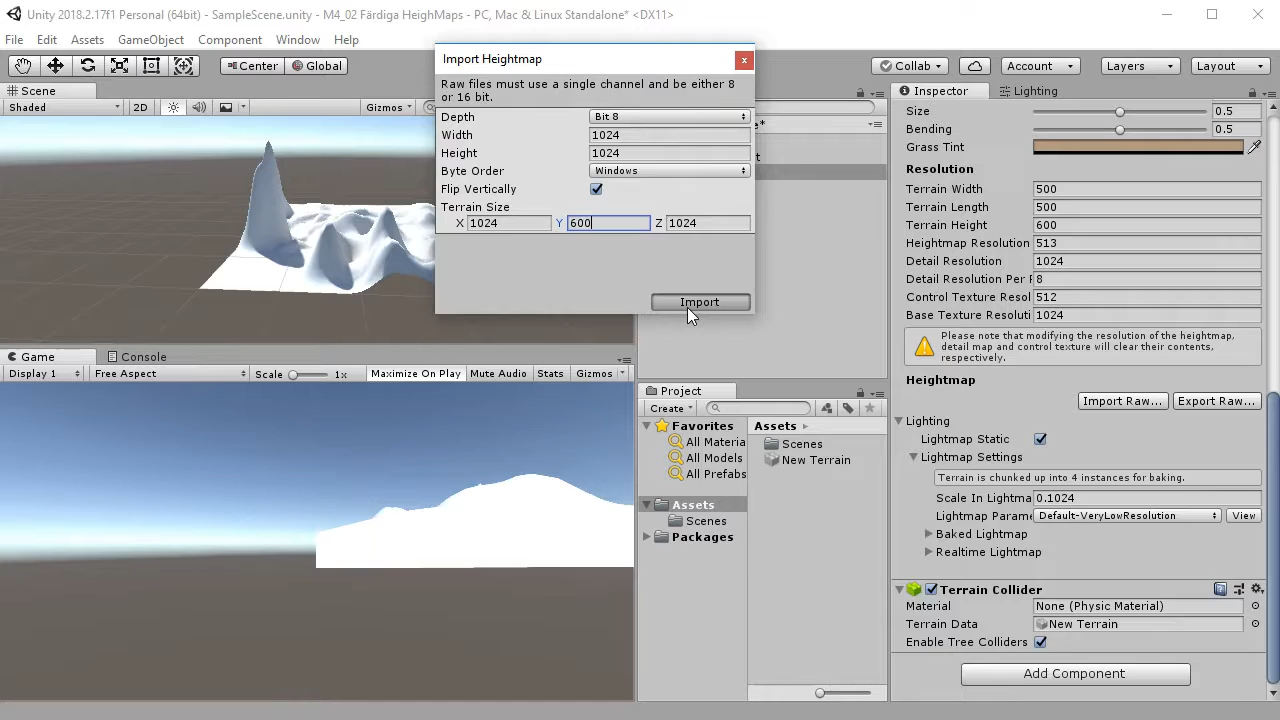 Unity 2018.2.17f1 Personal (64bit) - SampleScene.unity - M4_02 Färdiga HeighMaps - PC, Mac & Linux Standalone* <DX11>
File Edit Assets GameObject Component Window Help
Center Global Collab Account Layers Layout
Scene
Shaded 2D Gizmos
Import Heightmap
Raw files must use a single channel and be either 8
or 16 bit.
Depth Bit 8
Width 1024
Height 1024
Byte Order Windows
Flip Vertically
Terrain Size
X 1024 Y 600 Z 1024
Import
Game Console
Display 1 Free Aspect Scale 1x Maximize On Play Mute Audio Stats Gizmos
Project
Create
Favorites
All Materia
All Models
All Prefabs
Assets
Scenes
Packages
Assets
Scenes
New Terrain
Inspector Lighting
Size 0.5
Bending 0.5
Grass Tint
Resolution
Terrain Width 500
Terrain Length 500
Terrain Height 600
Heightmap Resolution 513
Detail Resolution 1024
Detail Resolution Per 8
Control Texture Resol 512
Base Texture Resoluti 1024
Please note that modifying the resolution of the heightmap,
detail map and control texture will clear their contents,
respectively.
Heightmap
Import Raw... Export Raw...
Lighting
Lightmap Static
Lightmap Settings
Terrain is chunked up into 4 instances for baking.
Scale In Lightma 0.1024
Lightmap Parame Default-VeryLowResolution View
Baked Lightmap
Realtime Lightmap
Terrain Collider
Material None (Physic Material)
Terrain Data New Terrain
Enable Tree Colliders
Add Component